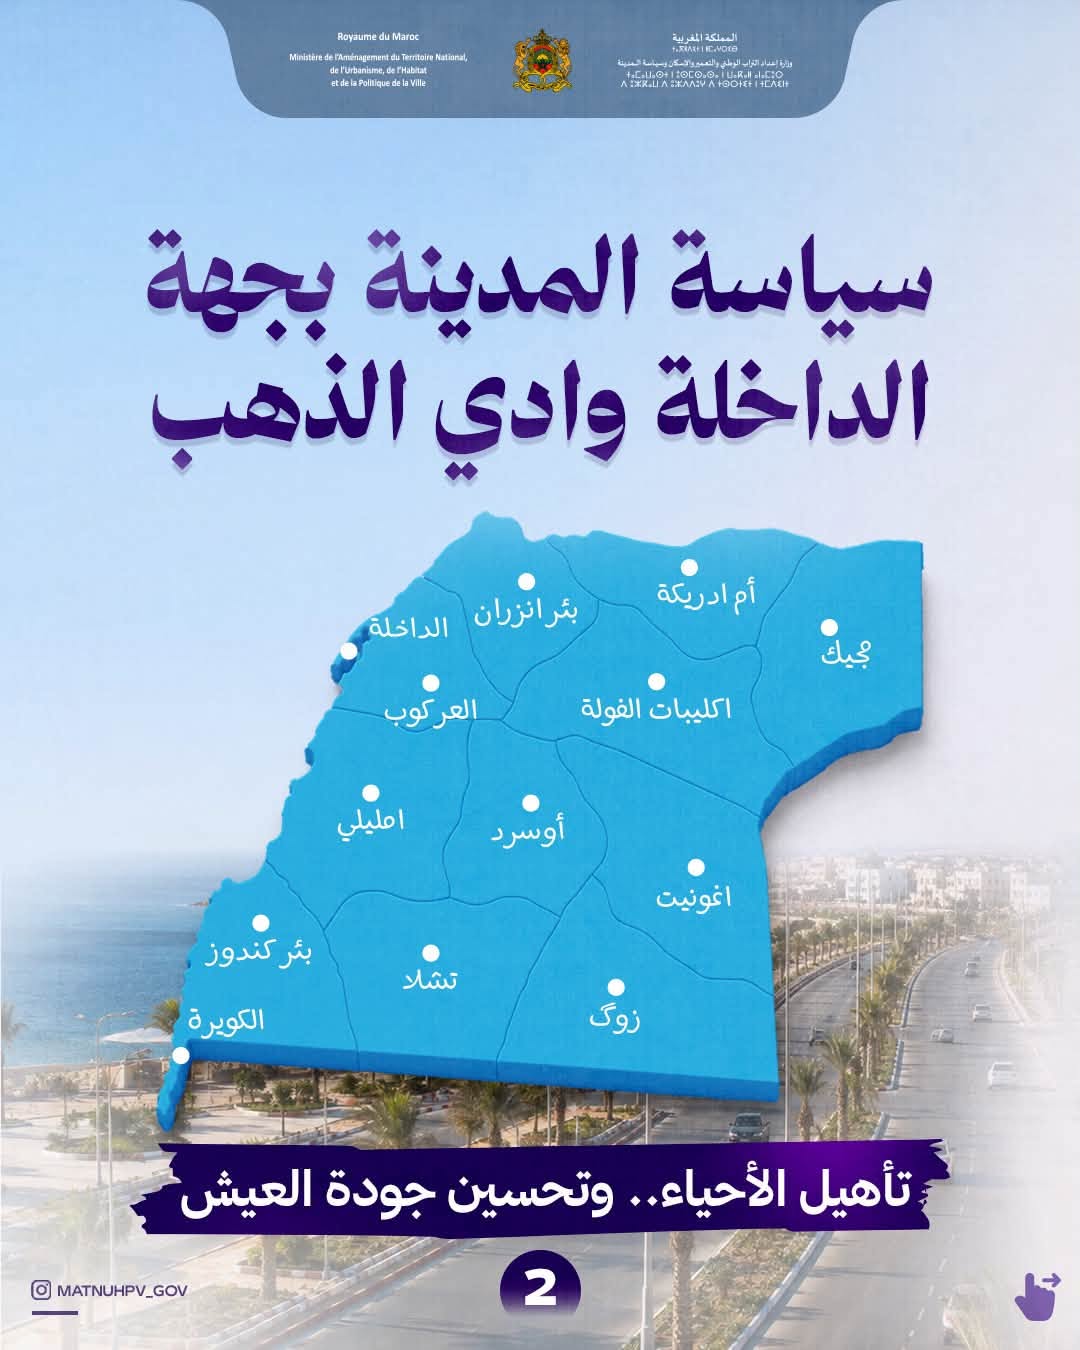 Royaume du Maroc
Ministère de l'Aménagement du Territoire National,
de l'Urbanisme, de l'Habitat
et de la Politique de la Ville
المملكة المغربية
ⵜⴰⴳⵍⴷⵉⵜ ⵏ ⵍⵎⵖⵔⵉⴱ
وزارة إعداد التراب الوطني والتعمير والإسكان وسياسة المدينة
سياسة المدينة بجهة
الداخلة وادي الذهب
أم ادريكة
بئر انزران
الداخلة
مجيك
العركوب
اكليبات الفولة
امليلي
أوسرد
اغونيت
بئر كندوز
تشلا
زوگ
الكويرة
تأهيل الأحياء.. وتحسين جودة العيش
2
MATNUHPV_GOV